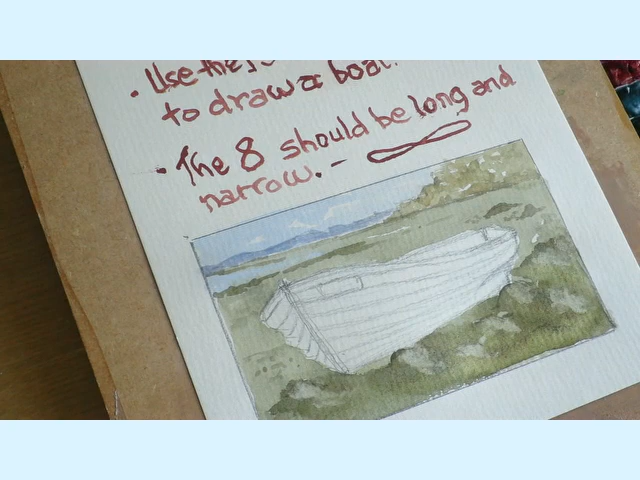 • Use the
to draw a boat.
• The 8 should be long and
narrow. -